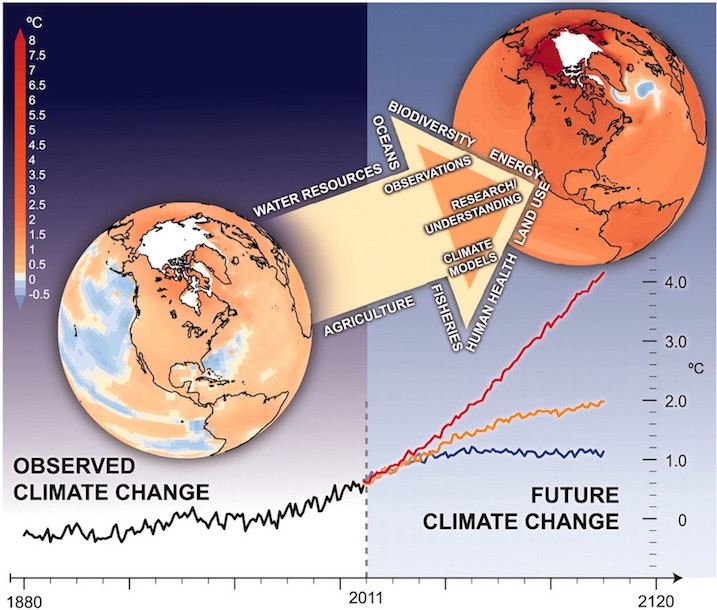 ºC
8
7.5
6.5
6
5.5
5
4.5
4
3.5
3
2.5
2
1.5
1
0.5
0
-0.5
BIODIVERSITY
OCEANS
ENERGY
WATER RESOURCES
OBSERVATIONS
RESEARCH/
UNDERSTANDING
LAND USE
CLIMATE
MODELS
AGRICULTURE
FISHERIES
HUMAN HEALTH
4.0
3.0
ºC
2.0
1.0
0
OBSERVED
CLIMATE CHANGE
FUTURE
CLIMATE CHANGE
1880
2011
2120